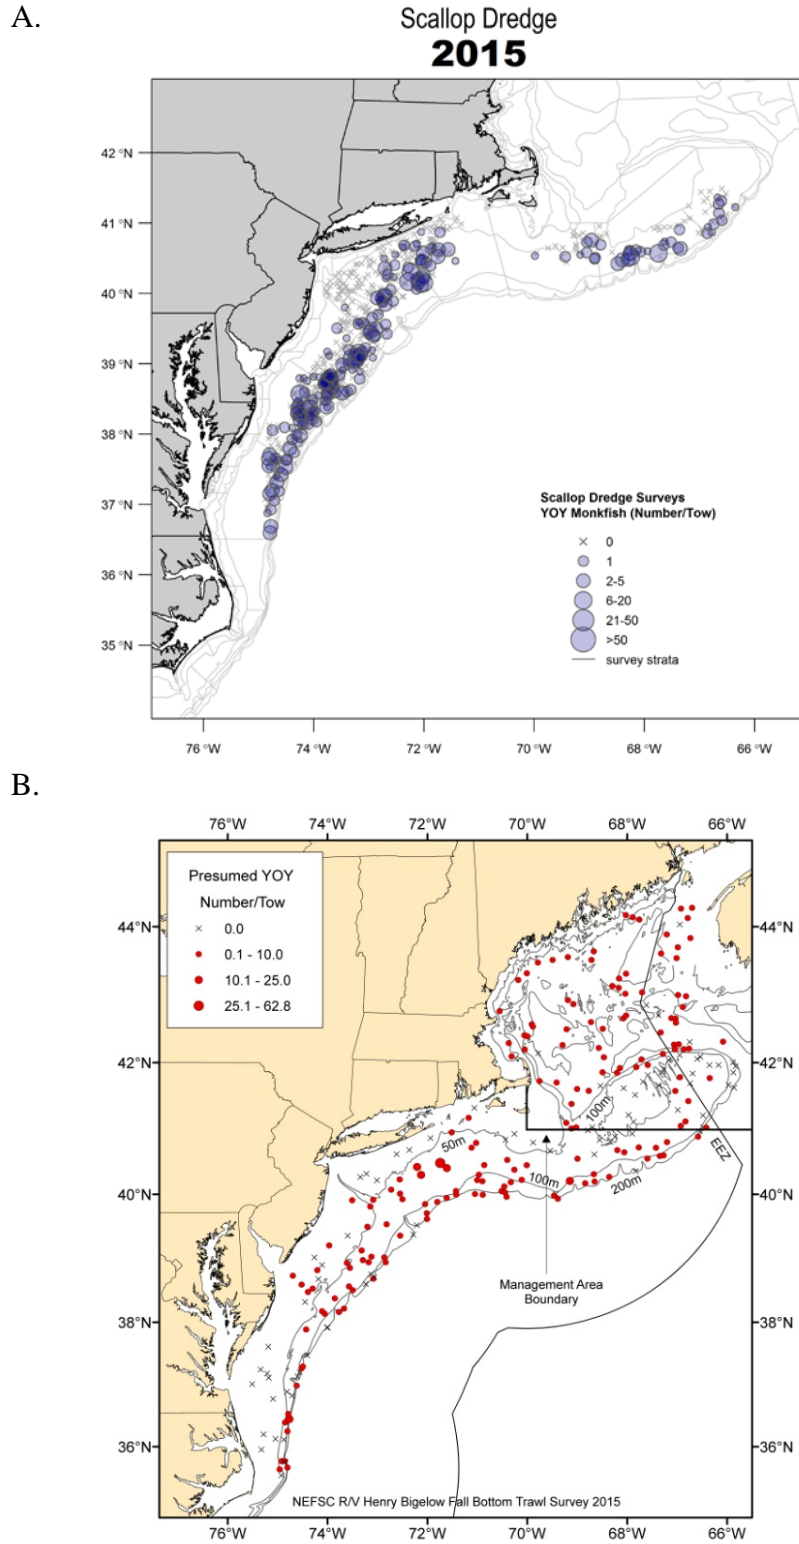 A.
Scallop Dredge
2015
42 °N
41 °N
40 °N
39 °N
38 °N
37 °N
36 °N
35 °N
Scallop Dredge Surveys
YOY Monkfish (Number/Tow)
0
1
2-5
6-20
21-50
>50
survey strata
76 °W 74 °W 72 °W 70 °W 68 °W 66 °W
B.
76°W 74°W 72°W 70°W 68°W 66°W
Presumed YOY
Number/Tow
0.0
0.1 - 10.0
10.1 - 25.0
25.1 - 62.8
44°N 44°N
42°N 42°N
100m
50m
EEZ
100m
200m
40°N 40°N
Management Area
Boundary
38°N 38°N
36°N 36°N
NEFSC R/V Henry Bigelow Fall Bottom Trawl Survey 2015
76°W 74°W 72°W 70°W 68°W 66°W